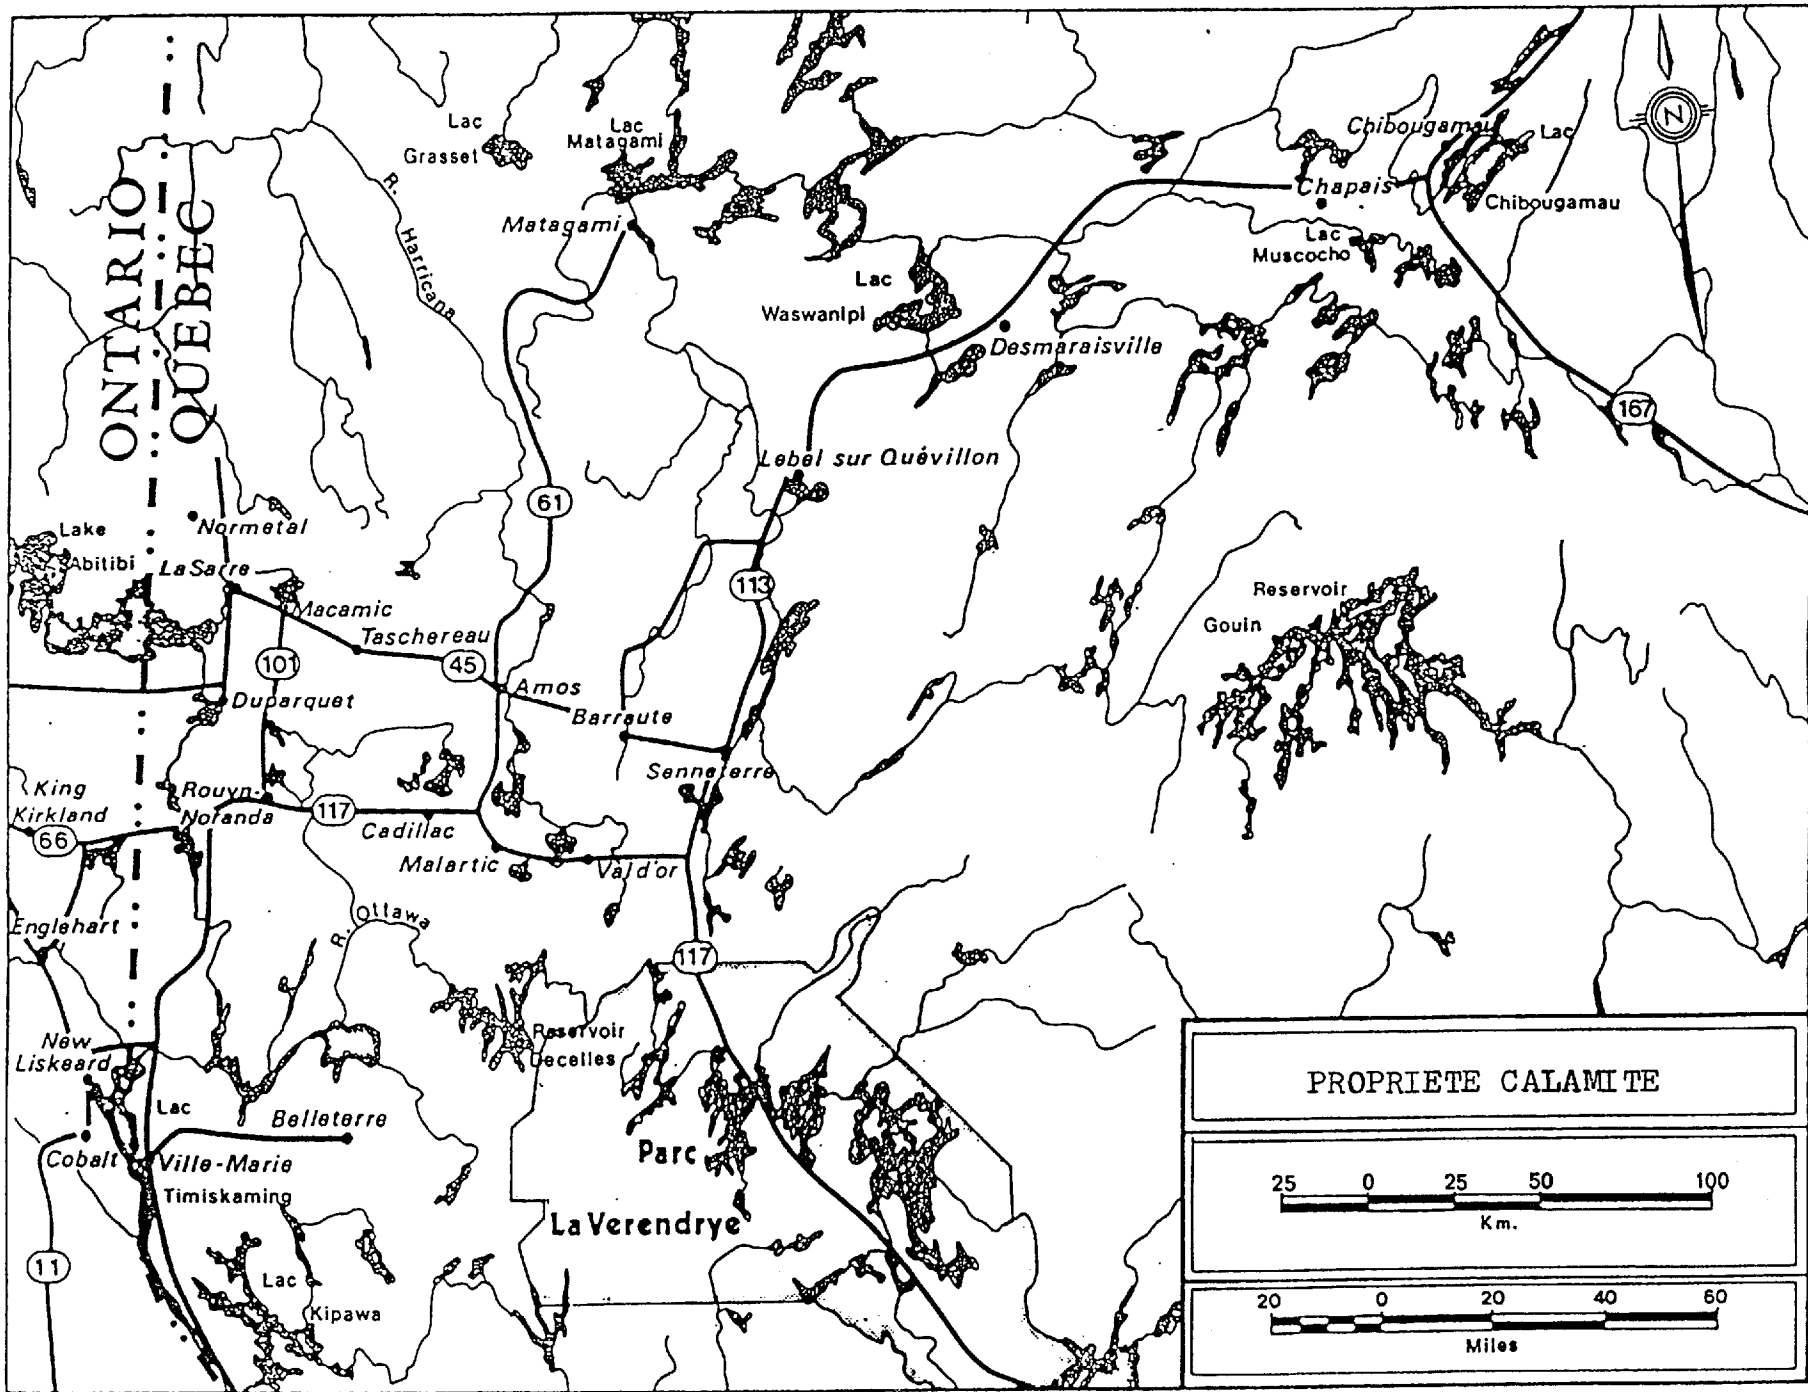 ONTARIO
QUEBEC
Lac
Grasset
Lac
Matagami
R. Harricana
Matagami
Lac
Waswanipi
Desmaraisville
Chibougamau
Lac
Chibougamau
Chapais
Lac
Muscocho
N
167
Lebel sur Quévillon
61
113
Normetal
Lake
Abitibi
La Sarre
Macamic
Taschereau
101
45
Amos
Duparquet
Barraute
Senneterre
Reservoir
Gouin
King
Kirkland
66
Rouyn-
Noranda
117
Cadillac
Malartic
Val d'or
Englehart
R. Ottawa
117
New
Liskeard
Reservoir
Decelles
Lac
Belleterre
Cobalt
Ville-Marie
Timiskaming
Parc
La Verendrye
11
Lac
Kipawa
PROPRIETE CALAMITE
25 0 25 50 100
Km.
20 0 20 40 60
Miles